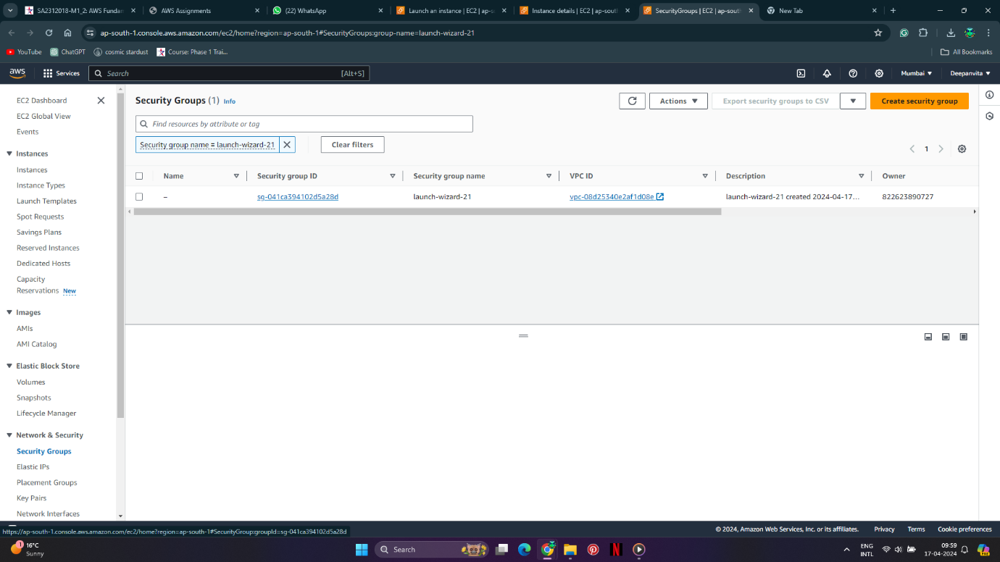 SA2312018-M1_2: AWS Fundan
AWS Assignments
(22) WhatsApp
Launch an instance | EC2 | ap-s
Instance details | EC2 | ap-south
SecurityGroups | EC2 | ap-south
New Tab
ap-south-1.console.aws.amazon.com/ec2/home?region=ap-south-1#SecurityGroups:group-name=launch-wizard-21
YouTube
ChatGPT
cosmic stardust
Course: Phase 1 Trai...
All Bookmarks
aws
Services
Search
[Alt+S]
Mumbai
Deepanvita
EC2 Dashboard
EC2 Global View
Events
Instances
Instances
Instance Types
Launch Templates
Spot Requests
Savings Plans
Reserved Instances
Dedicated Hosts
Capacity
Reservations New
Images
AMIs
AMI Catalog
Elastic Block Store
Volumes
Snapshots
Lifecycle Manager
Network & Security
Security Groups
Elastic IPs
Placement Groups
Key Pairs
Network Interfaces
Security Groups (1) Info
Actions
Export security groups to CSV
Create security group
Find resources by attribute or tag
Security group name = launch-wizard-21
Clear filters
1
Name
Security group ID
Security group name
VPC ID
Description
Owner
–
sg-041ca394102d5a28d
launch-wizard-21
vpc-08d25340e2af1d08e
launch-wizard-21 created 2024-04-17...
822623890727
https://ap-south-1.console.aws.amazon.com/ec2/home?region=ap-south-1#SecurityGroup:groupId=sg-041ca394102d5a28d
© 2024, Amazon Web Services, Inc. or its affiliates.
Privacy
Terms
Cookie preferences
1
16°C
Sunny
Search
ENG
INTL
09:59
17-04-2024